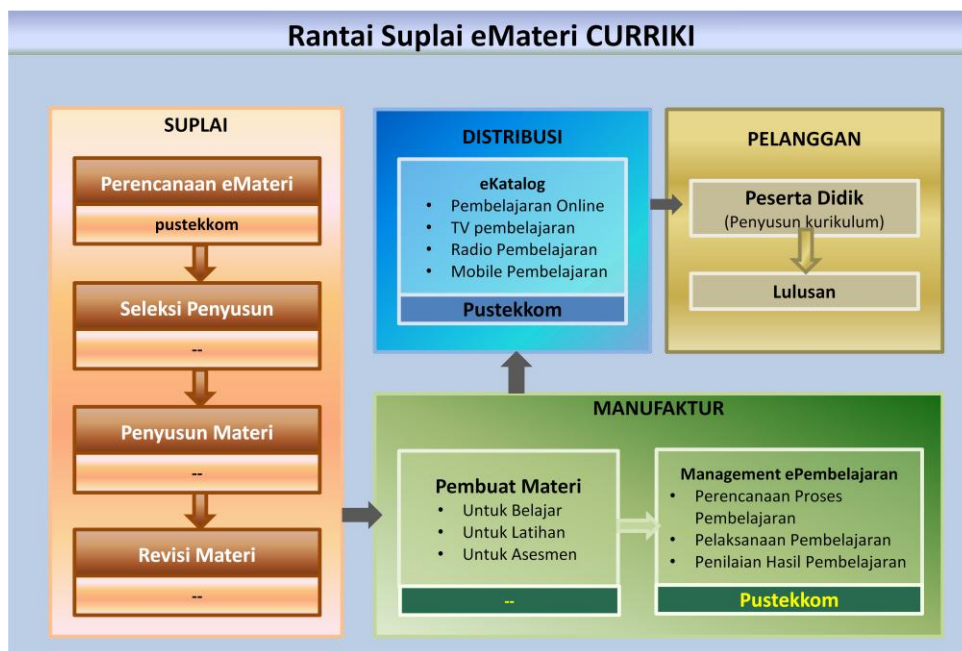 Rantai Suplai eMateri CURRIKI
SUPLAI
Perencanaan eMateri
pustekkom
Seleksi Penyusun
--
Penyusun Materi
--
Revisi Materi
--
DISTRIBUSI
eKatalog
• Pembelajaran Online
• TV pembelajaran
• Radio Pembelajaran
• Mobile Pembelajaran
Pustekkom
PELANGGAN
Peserta Didik
(Penyusun kurikulum)
Lulusan
MANUFAKTUR
Pembuat Materi
• Untuk Belajar
• Untuk Latihan
• Untuk Asesmen
--
Management ePembelajaran
• Perencanaan Proses
Pembelajaran
• Pelaksanaan Pembelajaran
• Penilaian Hasil Pembelajaran
Pustekkom